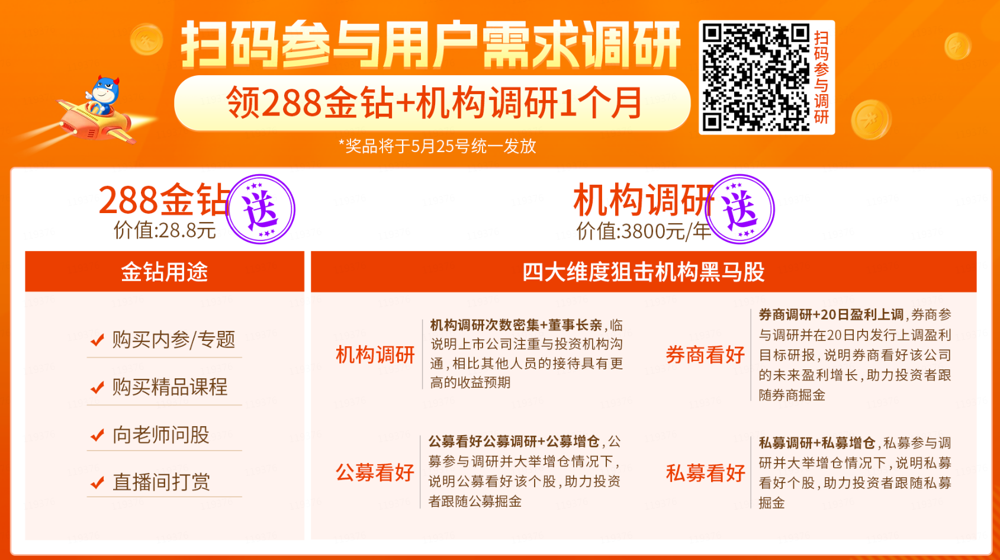 扫码参与用户需求调研
领288金钻+机构调研1个月
*奖品将于5月25号统一发放
扫码参与调研
288金钻
送
价值:28.8元
机构调研
送
价值:3800元/年
金钻用途
购买内参/专题
购买精品课程
向老师问股
直播间打赏
四大维度狙击机构黑马股
机构调研
机构调研次数密集+董事长亲,临
说明上市公司注重与投资机构沟
通,相比其他人员的接待具有更
高的收益预期
券商看好
券商调研+20日盈利上调,券商参
与调研并在20日内发行上调盈利
目标研报,说明券商看好该公司
的未来盈利增长,助力投资者跟
随券商掘金
公募看好
公募看好公募调研+公募增仓,公
募参与调研并大举增仓情况下,
说明公募看好该个股,助力投资
者跟随公募掘金
私募看好
私募调研+私募增仓,私募参与调
研并大举增仓情况下,说明私募
看好个股,助力投资者跟随私募
掘金